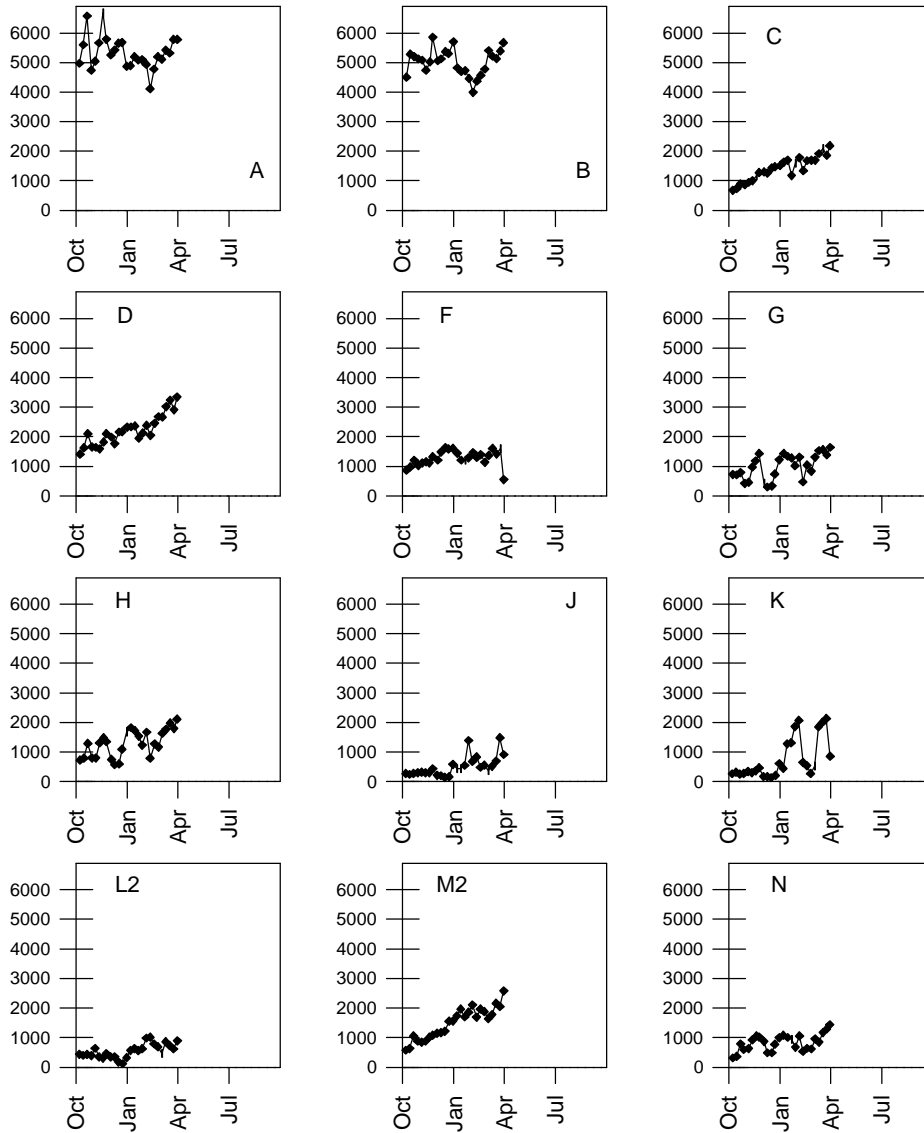 6000 5000 4000 3000 2000 1000 0 A Oct Jan Apr Jul
6000 5000 4000 3000 2000 1000 0 B Oct Jan Apr Jul
6000 5000 4000 3000 2000 1000 0 C Oct Jan Apr Jul
6000 5000 4000 3000 2000 1000 0 D Oct Jan Apr Jul
6000 5000 4000 3000 2000 1000 0 F Oct Jan Apr Jul
6000 5000 4000 3000 2000 1000 0 G Oct Jan Apr Jul
6000 5000 4000 3000 2000 1000 0 H Oct Jan Apr Jul
6000 5000 4000 3000 2000 1000 0 J Oct Jan Apr Jul
6000 5000 4000 3000 2000 1000 0 K Oct Jan Apr Jul
6000 5000 4000 3000 2000 1000 0 L2 Oct Jan Apr Jul
6000 5000 4000 3000 2000 1000 0 M2 Oct Jan Apr Jul
6000 5000 4000 3000 2000 1000 0 N Oct Jan Apr Jul